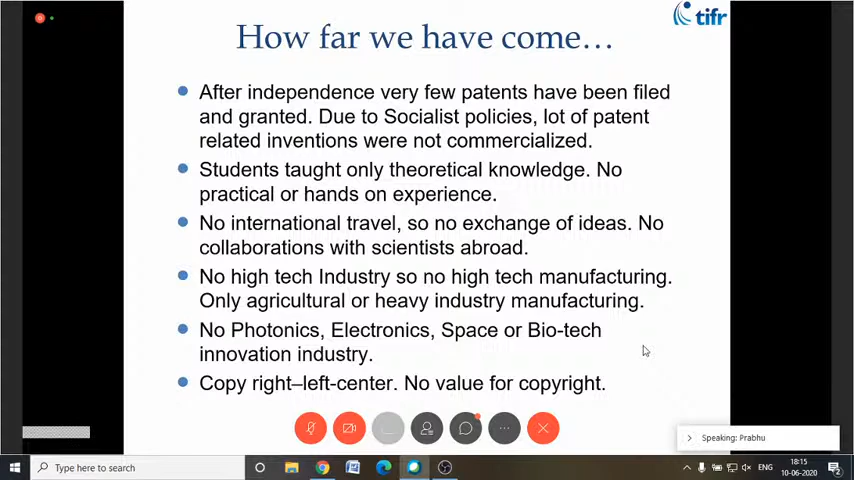 tifr
How far we have come…
After independence very few patents have been filed
and granted. Due to Socialist policies, lot of patent
related inventions were not commercialized.
Students taught only theoretical knowledge. No
practical or hands on experience.
No international travel, so no exchange of ideas. No
collaborations with scientists abroad.
No high tech Industry so no high tech manufacturing.
Only agricultural or heavy industry manufacturing.
No Photonics, Electronics, Space or Bio-tech
innovation industry.
Copy right–left-center. No value for copyright.
Speaking: Prabhu
Type here to search
ENG
18:15
10-06-2020
2